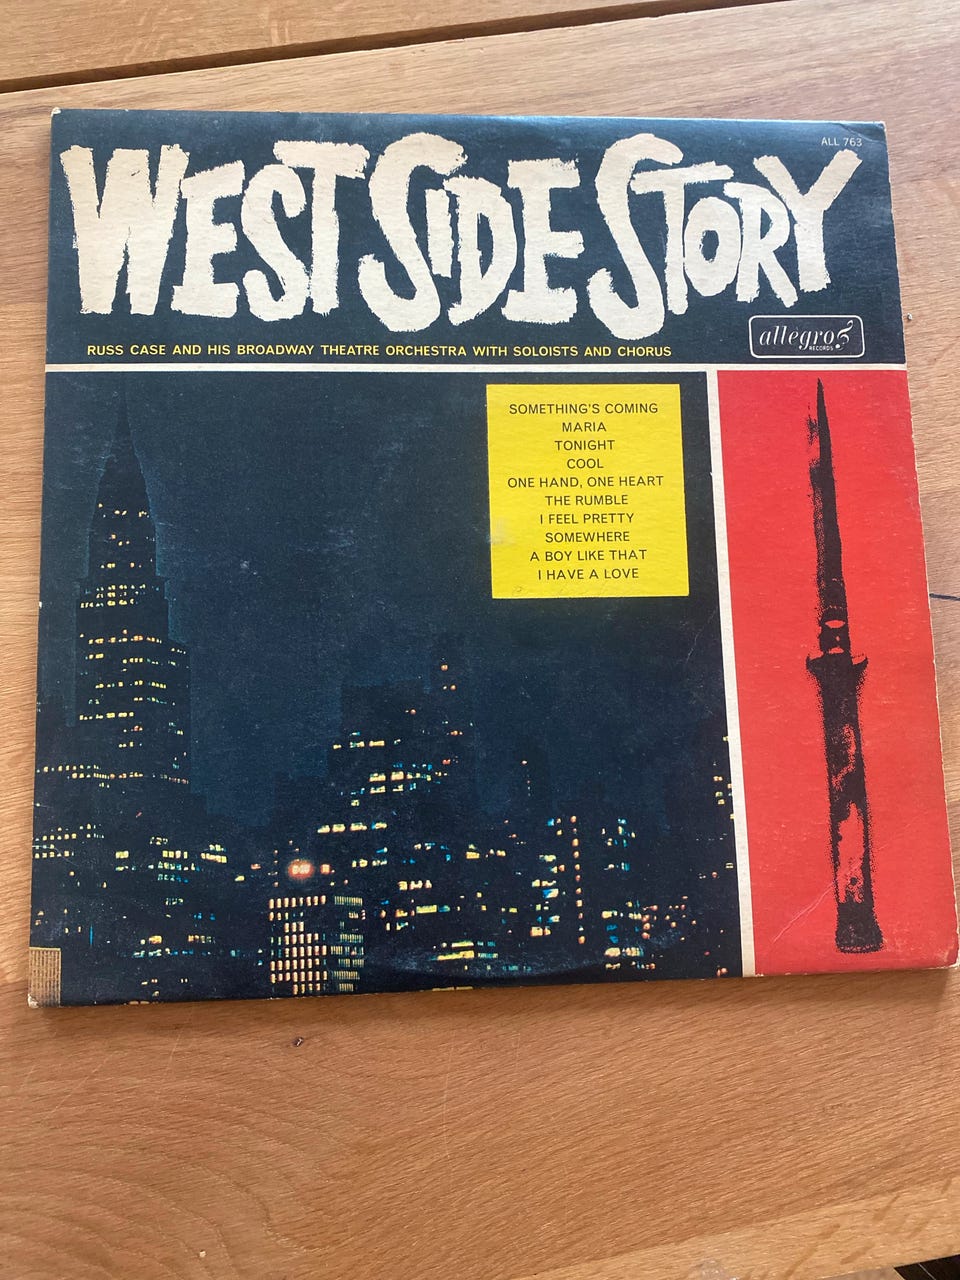 ALL 763
WEST SIDE STORY
allegro
RECORDS
RUSS CASE AND HIS BROADWAY THEATRE ORCHESTRA WITH SOLOISTS AND CHORUS
SOMETHING'S COMING
MARIA
TONIGHT
COOL
ONE HAND, ONE HEART
THE RUMBLE
I FEEL PRETTY
SOMEWHERE
A BOY LIKE THAT
I HAVE A LOVE